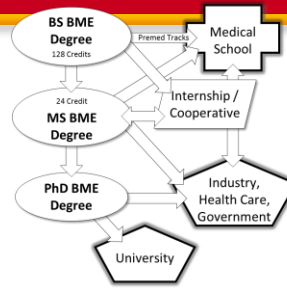 BS BME
Degree
128 Credits
Premed Tracks
Medical
School
24 Credit
MS BME
Degree
Internship /
Cooperative
PhD BME
Degree
Industry,
Health Care,
Government
University